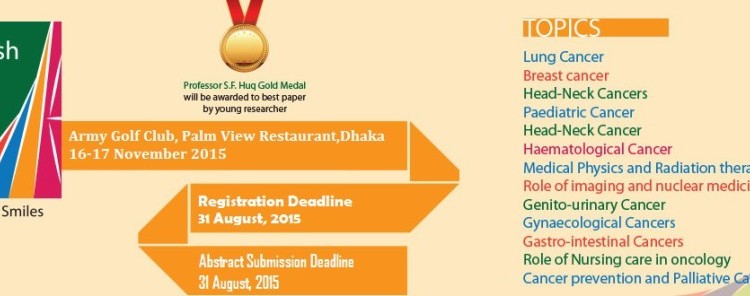 sh
Smiles
Professor S.F. Huq Gold Medal
will be awarded to best paper
by young researcher
Army Golf Club, Palm View Restaurant,Dhaka
16-17 November 2015
Registration Deadline
31 August, 2015
Abstract Submission Deadline
31 August, 2015
TOPICS
Lung Cancer
Breast cancer
Head-Neck Cancers
Paediatric Cancer
Head-Neck Cancer
Haematological Cancer
Medical Physics and Radiation thera
Role of imaging and nuclear medici
Genito-urinary Cancer
Gynaecological Cancers
Gastro-intestinal Cancers
Role of Nursing care in oncology
Cancer prevention and Palliative Ca